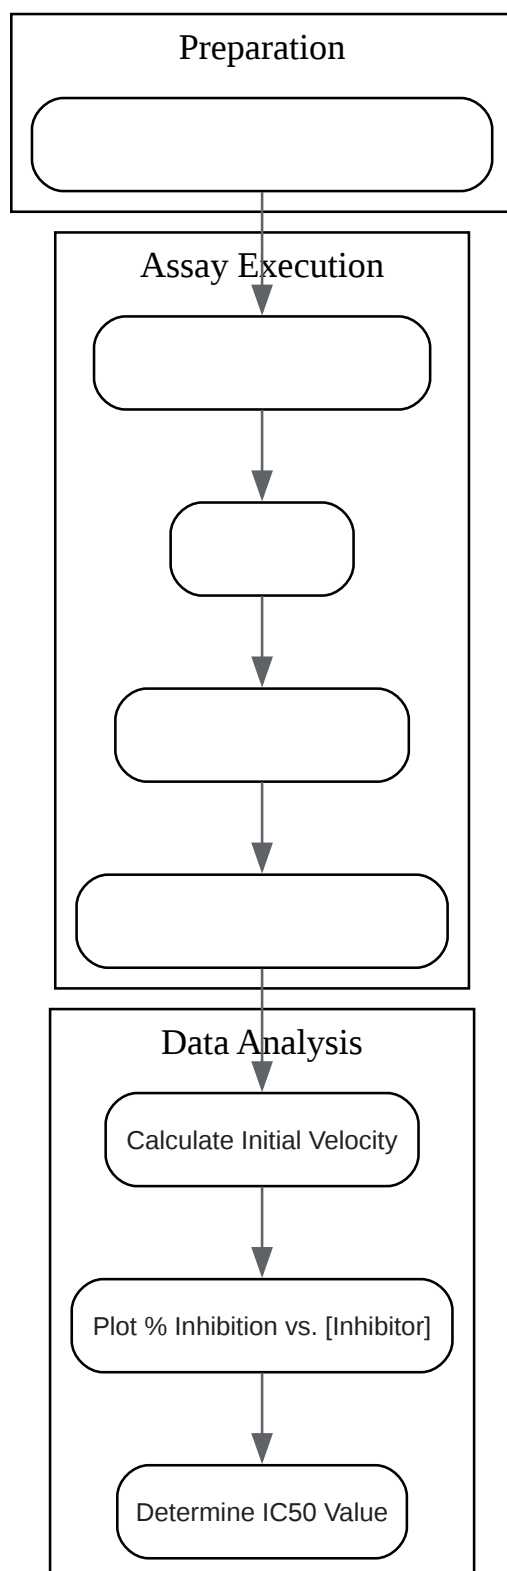 Preparation
Assay Execution
Data Analysis
Calculate Initial Velocity
Plot % Inhibition vs. [Inhibitor]
Determine IC50 Value